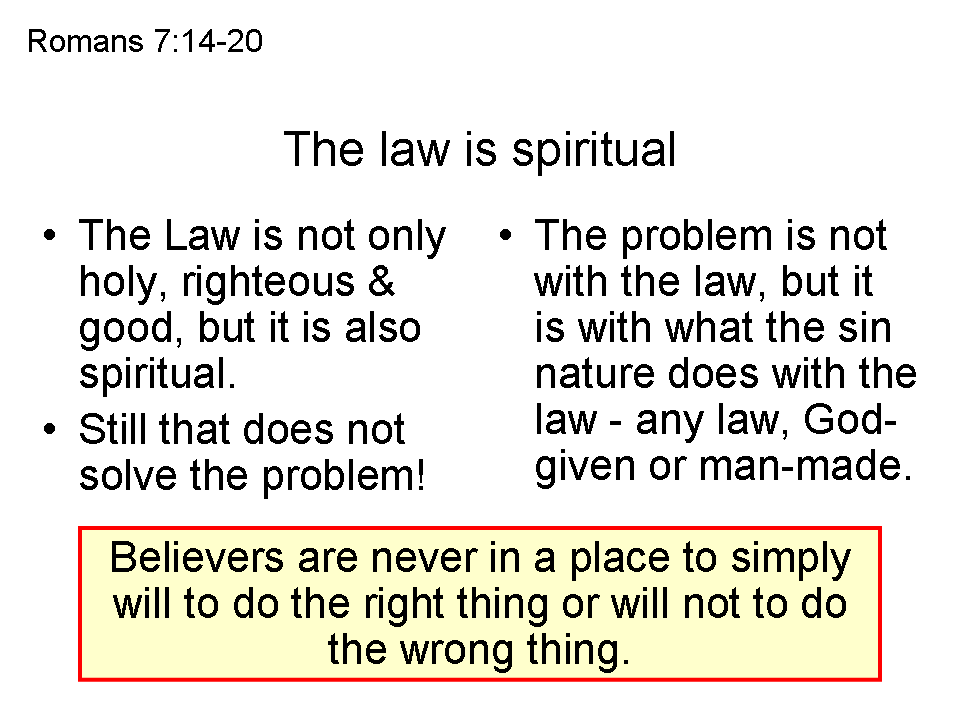 Romans 7:14-20
The law is spiritual
• The Law is not only
holy, righteous &
good, but it is also
spiritual.
• Still that does not
solve the problem!
• The problem is not
with the law, but it
is with what the sin
nature does with the
law - any law, God-
given or man-made.
Believers are never in a place to simply
will to do the right thing or will not to do
the wrong thing.